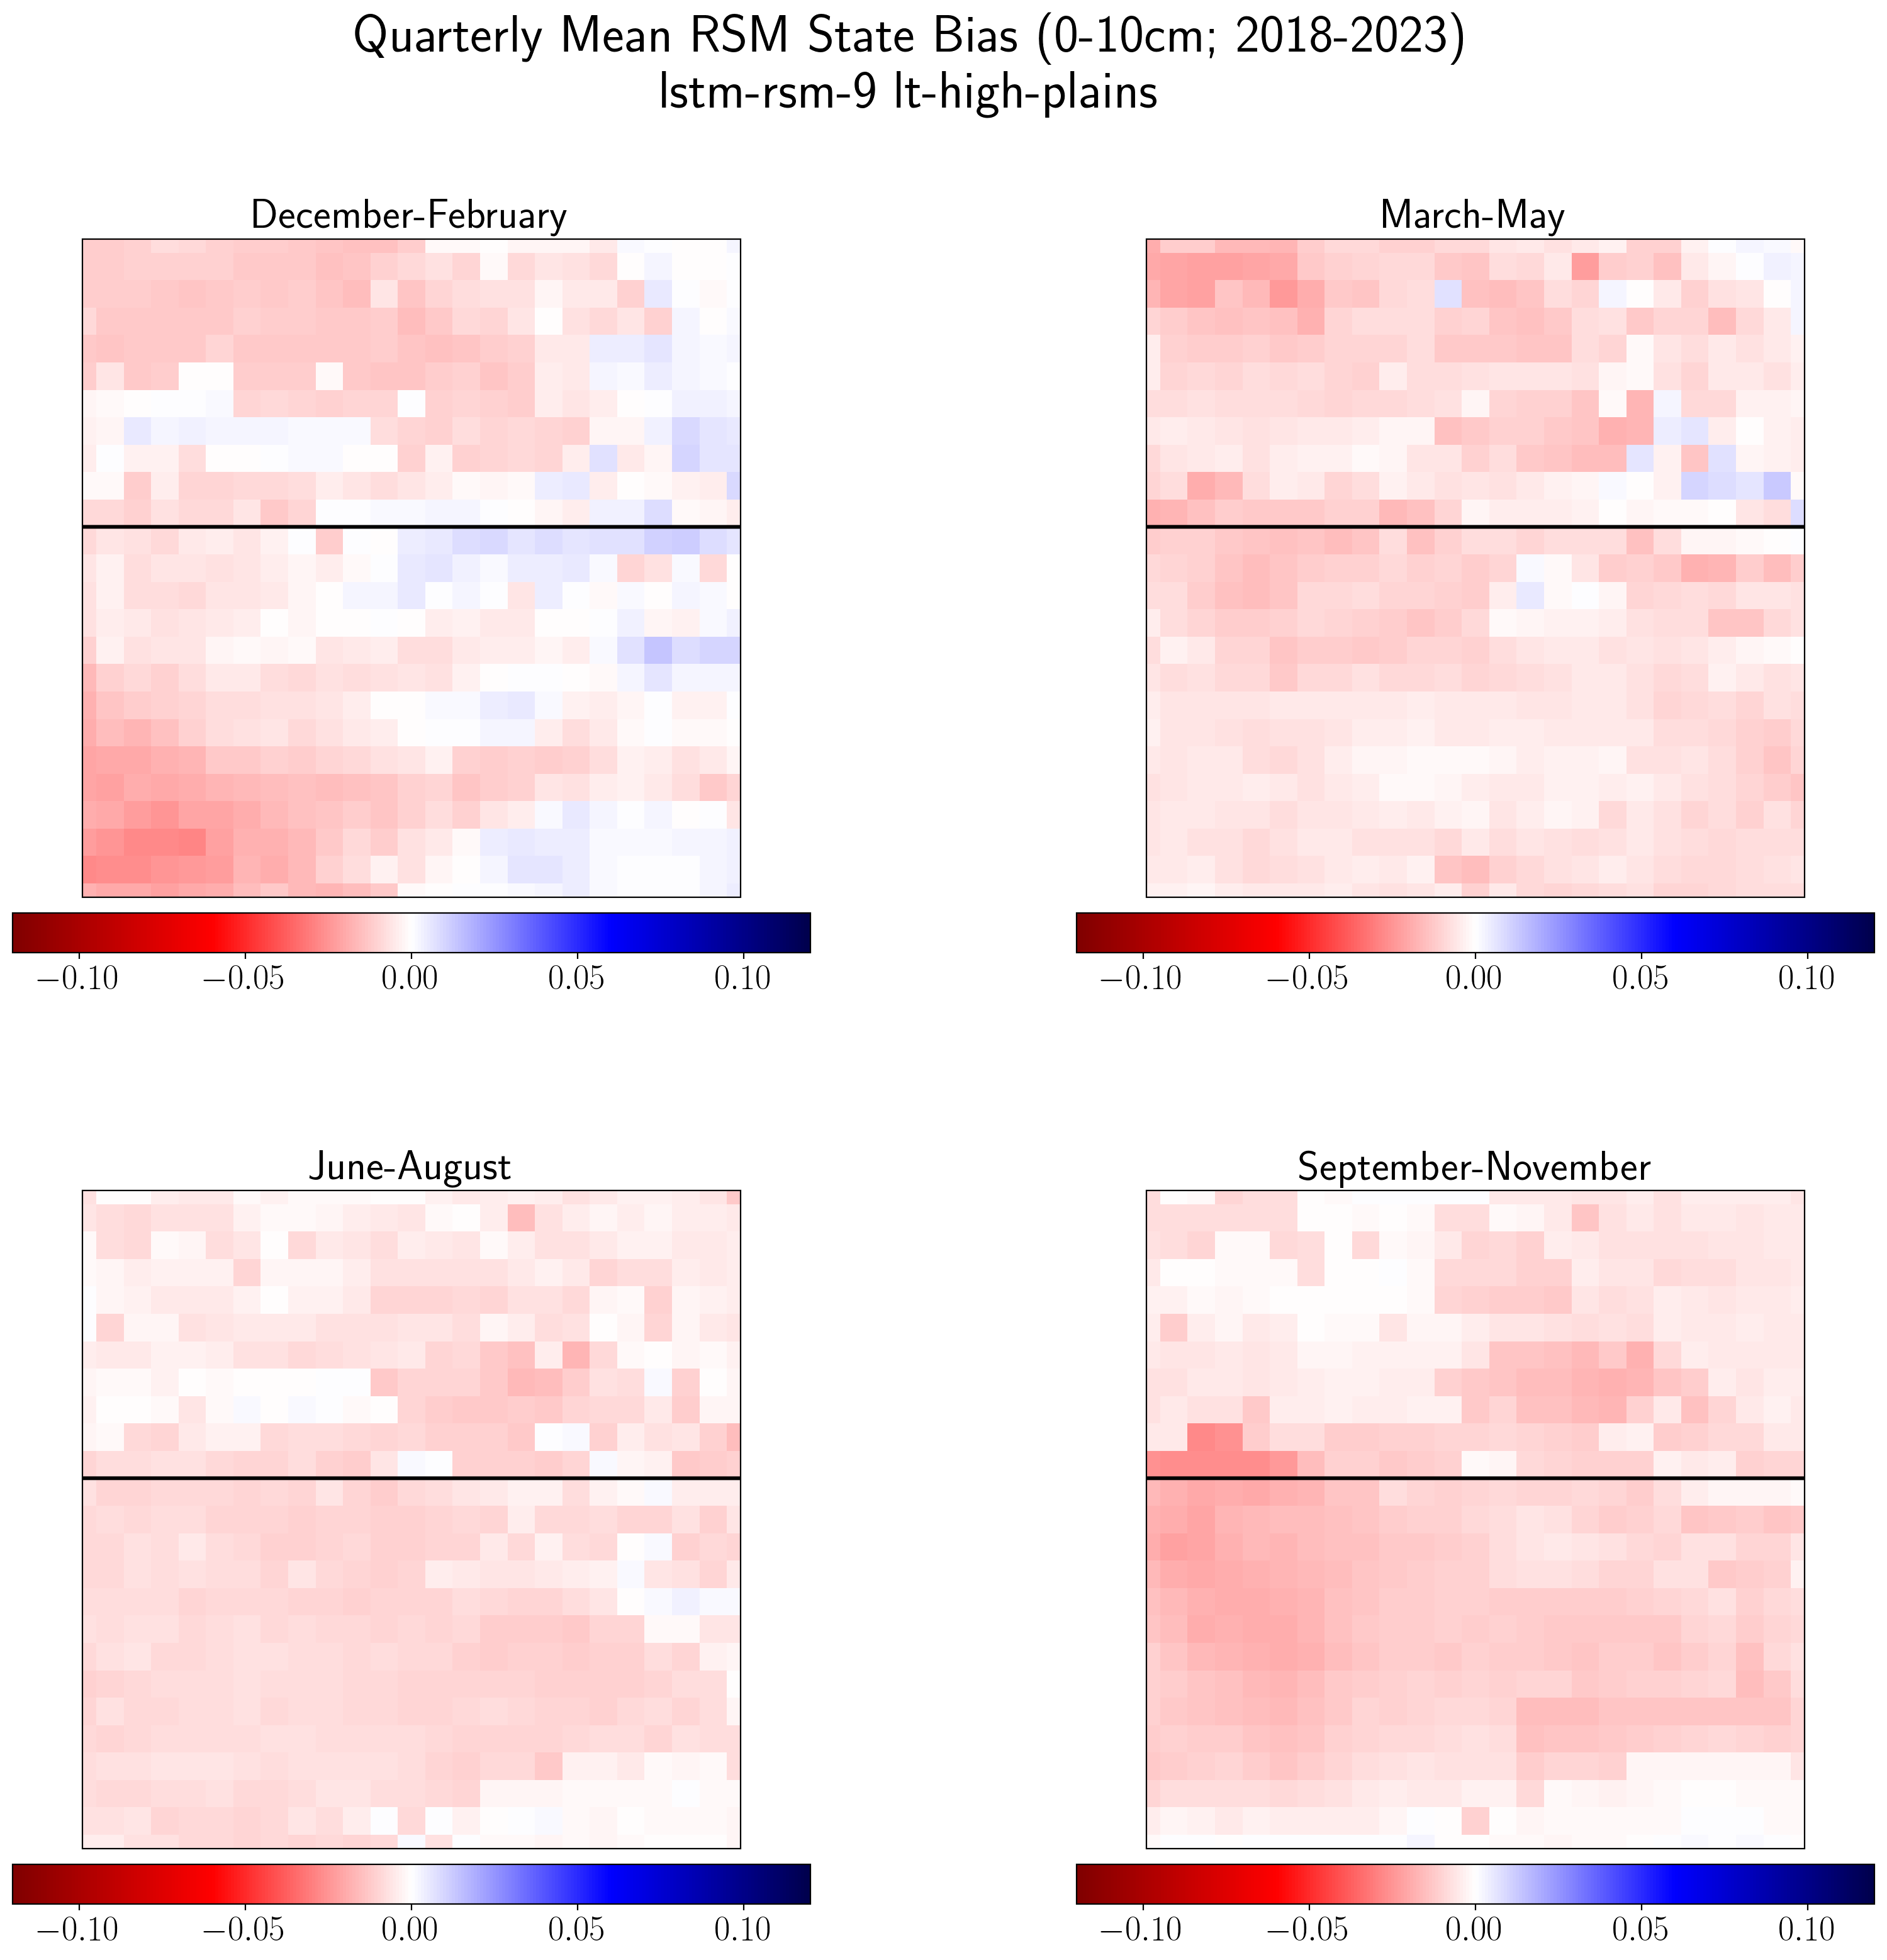 Quarterly Mean RSM State Bias (0-10cm; 2018-2023)
lstm-rsm-9 lt-high-plains
December-February
March-May
−0.10 −0.05 0.00 0.05 0.10
−0.10 −0.05 0.00 0.05 0.10
June-August
September-November
−0.10 −0.05 0.00 0.05 0.10
−0.10 −0.05 0.00 0.05 0.10